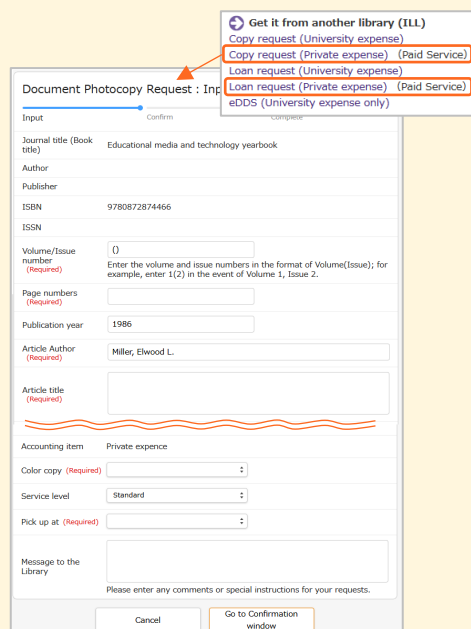 Get it from another library (ILL)
Copy request (University expense)
Copy request (Private expense) (Paid Service)
Loan request (University expense)
Loan request (Private expense) (Paid Service)
eDDS (University expense only)
Document Photocopy Request : Inp
Input Confirm Complete
Journal title (Book title) Educational media and technology yearbook
Author
Publisher
ISBN 9780872874466
ISSN
Volume/Issue number (Required) ()
Enter the volume and issue numbers in the format of Volume(Issue); for
example, enter 1(2) in the event of Volume 1, Issue 2.
Page numbers
(Required)
Publication year 1986
Article Author
(Required) Miller, Elwood L.
Article title
(Required)
Accounting item Private expence
Color copy (Required)
Service level Standard
Pick up at (Required)
Message to the
Library
Please enter any comments or special instructions for your requests.
Cancel Go to Confirmation window